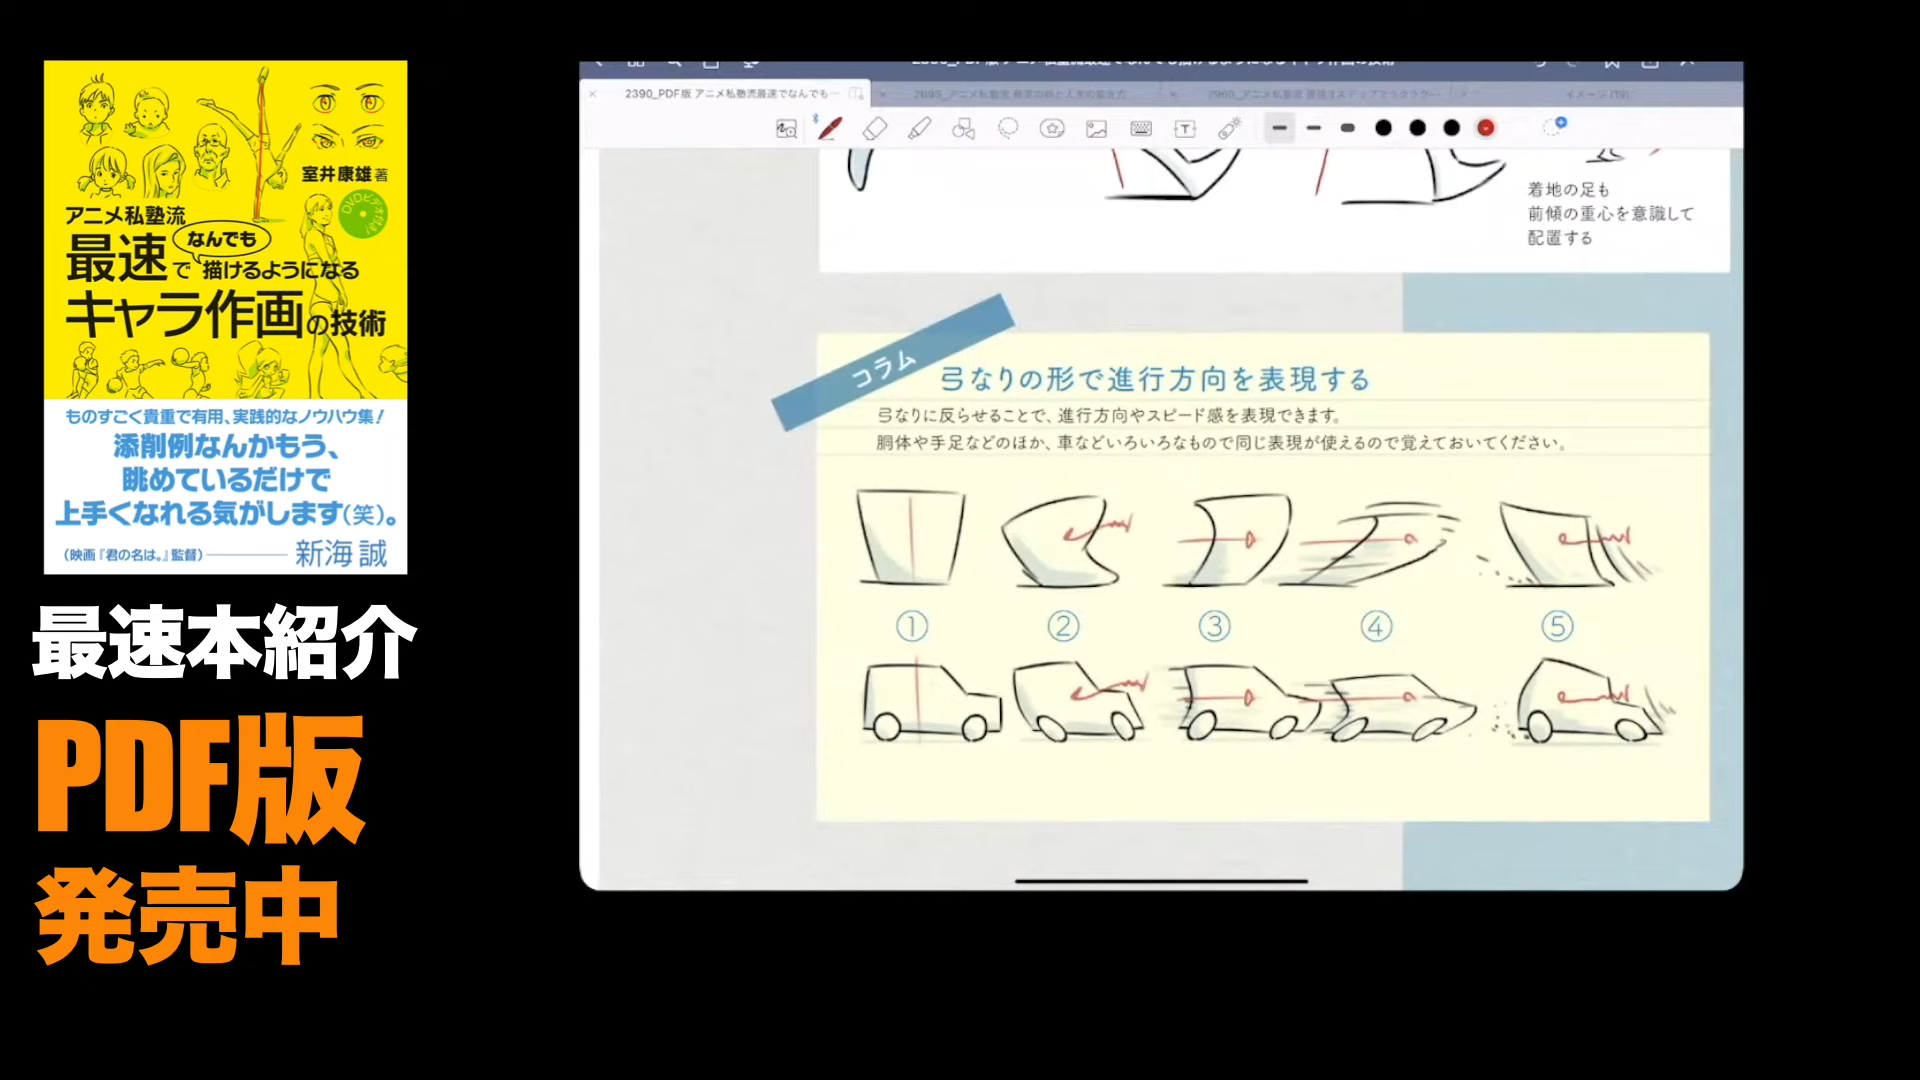 室井康雄 著
DVDビデオ付き!
アニメ私塾流
最速で なんでも 描けるようになる
キャラ作画の技術
ものすごく貴重で有用、実践的なノウハウ集!
添削例なんかもう、
眺めているだけで
上手くなれる気がします(笑)。
(映画『君の名は。』監督) 新海 誠
最速本紹介
PDF版
発売中
2390_PDF版 アニメ私塾流最速でなんでも…
T
着地の足も
前傾の重心を意識して
配置する
コラム
弓なりの形で進行方向を表現する
弓なりに反らせることで、進行方向やスピード感を表現できます。
胴体や手足などのほか、車などいろいろなもので同じ表現が使えるので覚えておいてください。
① ② ③ ④ ⑤